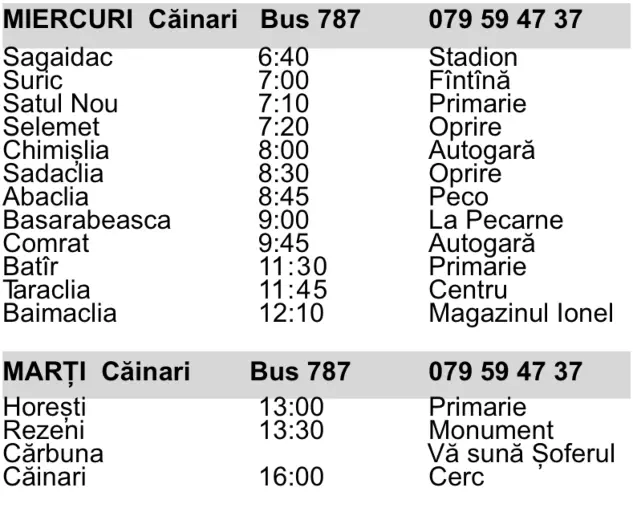 MIERCURI Căinari Bus 787 079 59 47 37
Sagaidac 6:40 Stadion
Suric 7:00 Fîntînă
Satul Nou 7:10 Primarie
Selemet 7:20 Oprire
Chimișlia 8:00 Autogară
Sadaclia 8:30 Oprire
Abaclia 8:45 Peco
Basarabeasca 9:00 La Pecarne
Comrat 9:45 Autogară
Batîr 11:30 Primarie
Taraclia 11:45 Centru
Baimaclia 12:10 Magazinul Ionel
MARȚI Căinari Bus 787 079 59 47 37
Horești 13:00 Primarie
Rezeni 13:30 Monument
Cărbuna Vă sună Șoferul
Căinari 16:00 Cerc